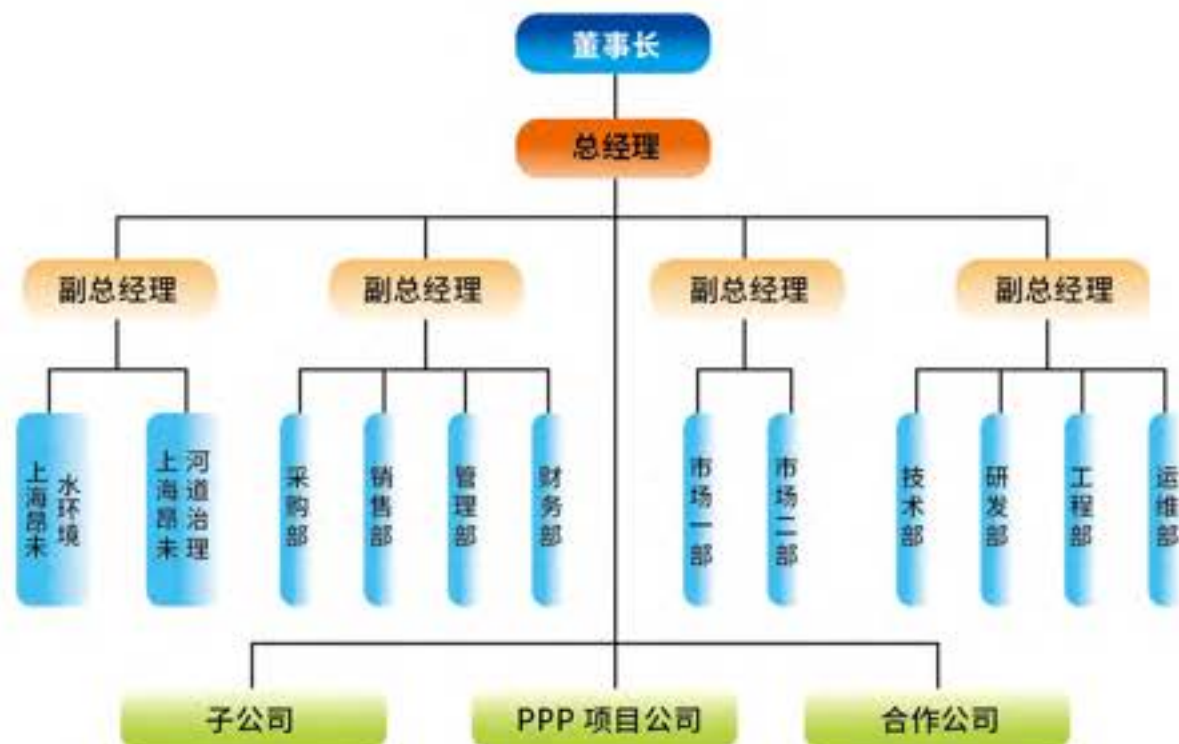 董事长
总经理
副总经理
副总经理
副总经理
副总经理
上海昂未
水环境
上海昂未
河道治理
采购部
销售部
管理部
财务部
市场一部
市场二部
技术部
研发部
工程部
运维部
子公司
PPP 项目公司
合作公司